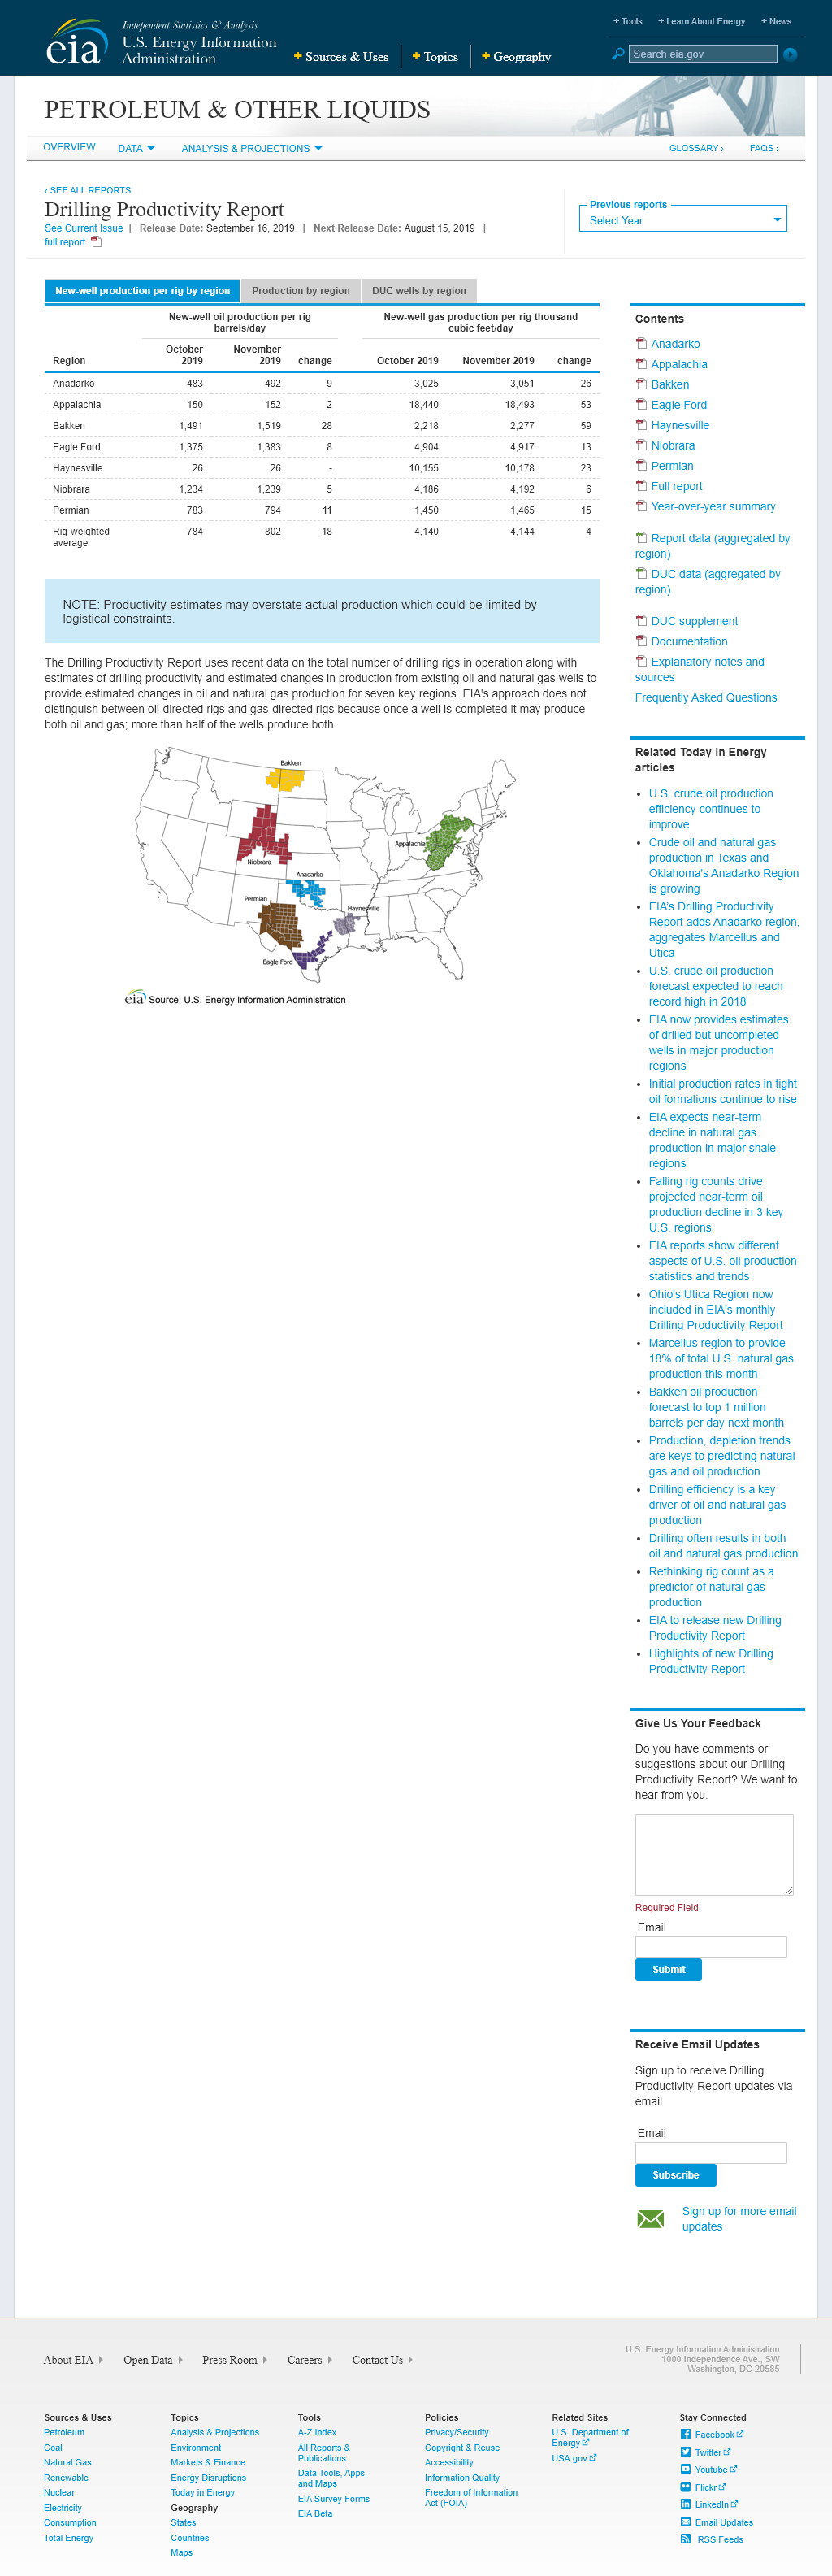 + Tools + Learn About Energy + News
eia
Independent Statistics & Analysis
U.S. Energy Information
Administration
+ Sources & Uses + Topics + Geography
Search eia.gov
PETROLEUM & OTHER LIQUIDS
OVERVIEW DATA ANALYSIS & PROJECTIONS GLOSSARY › FAQS ›
‹ SEE ALL REPORTS
Drilling Productivity Report
See Current Issue | Release Date: September 16, 2019 | Next Release Date: August 15, 2019 |
full report
Previous reports
Select Year
New-well production per rig by region Production by region DUC wells by region
New-well oil production per rig
barrels/day
New-well gas production per rig thousand
cubic feet/day
Region October 2019 November 2019 change October 2019 November 2019 change
Anadarko 483 492 9 3,025 3,051 26
Appalachia 150 152 2 18,440 18,493 53
Bakken 1,491 1,519 28 2,218 2,277 59
Eagle Ford 1,375 1,383 8 4,904 4,917 13
Haynesville 26 26 - 10,155 10,178 23
Niobrara 1,234 1,239 5 4,186 4,192 6
Permian 783 794 11 1,450 1,465 15
Rig-weighted average 784 802 18 4,140 4,144 4
NOTE: Productivity estimates may overstate actual production which could be limited by
logistical constraints.
The Drilling Productivity Report uses recent data on the total number of drilling rigs in operation along with
estimates of drilling productivity and estimated changes in production from existing oil and natural gas wells to
provide estimated changes in oil and natural gas production for seven key regions. EIA's approach does not
distinguish between oil-directed rigs and gas-directed rigs because once a well is completed it may produce
both oil and gas; more than half of the wells produce both.
Bakken
Appalachia
Niobrara
Anadarko
Permian
Haynesville
Eagle Ford
eia Source: U.S. Energy Information Administration
Contents
Anadarko
Appalachia
Bakken
Eagle Ford
Haynesville
Niobrara
Permian
Full report
Year-over-year summary
Report data (aggregated by
region)
DUC data (aggregated by
region)
DUC supplement
Documentation
Explanatory notes and
sources
Frequently Asked Questions
Related Today in Energy
articles
• U.S. crude oil production
efficiency continues to
improve
• Crude oil and natural gas
production in Texas and
Oklahoma's Anadarko Region
is growing
• EIA's Drilling Productivity
Report adds Anadarko region,
aggregates Marcellus and
Utica
• U.S. crude oil production
forecast expected to reach
record high in 2018
• EIA now provides estimates
of drilled but uncompleted
wells in major production
regions
• Initial production rates in tight
oil formations continue to rise
• EIA expects near-term
decline in natural gas
production in major shale
regions
• Falling rig counts drive
projected near-term oil
production decline in 3 key
U.S. regions
• EIA reports show different
aspects of U.S. oil production
statistics and trends
• Ohio's Utica Region now
included in EIA's monthly
Drilling Productivity Report
• Marcellus region to provide
18% of total U.S. natural gas
production this month
• Bakken oil production
forecast to top 1 million
barrels per day next month
• Production, depletion trends
are keys to predicting natural
gas and oil production
• Drilling efficiency is a key
driver of oil and natural gas
production
• Drilling often results in both
oil and natural gas production
• Rethinking rig count as a
predictor of natural gas
production
• EIA to release new Drilling
Productivity Report
• Highlights of new Drilling
Productivity Report
Give Us Your Feedback
Do you have comments or
suggestions about our Drilling
Productivity Report? We want to
hear from you.
Required Field
Email
Submit
Receive Email Updates
Sign up to receive Drilling
Productivity Report updates via
email
Email
Subscribe
Sign up for more email
updates
About EIA Open Data Press Room Careers Contact Us
U.S. Energy Information Administration
1000 Independence Ave., SW
Washington, DC 20585
Sources & Uses
Petroleum
Coal
Natural Gas
Renewable
Nuclear
Electricity
Consumption
Total Energy
Topics
Analysis & Projections
Environment
Markets & Finance
Energy Disruptions
Today in Energy
Geography
States
Countries
Maps
Tools
A-Z Index
All Reports &
Publications
Data Tools, Apps,
and Maps
EIA Survey Forms
EIA Beta
Policies
Privacy/Security
Copyright & Reuse
Accessibility
Information Quality
Freedom of Information
Act (FOIA)
Related Sites
U.S. Department of
Energy
USA.gov
Stay Connected
Facebook
Twitter
Youtube
Flickr
LinkedIn
Email Updates
RSS Feeds